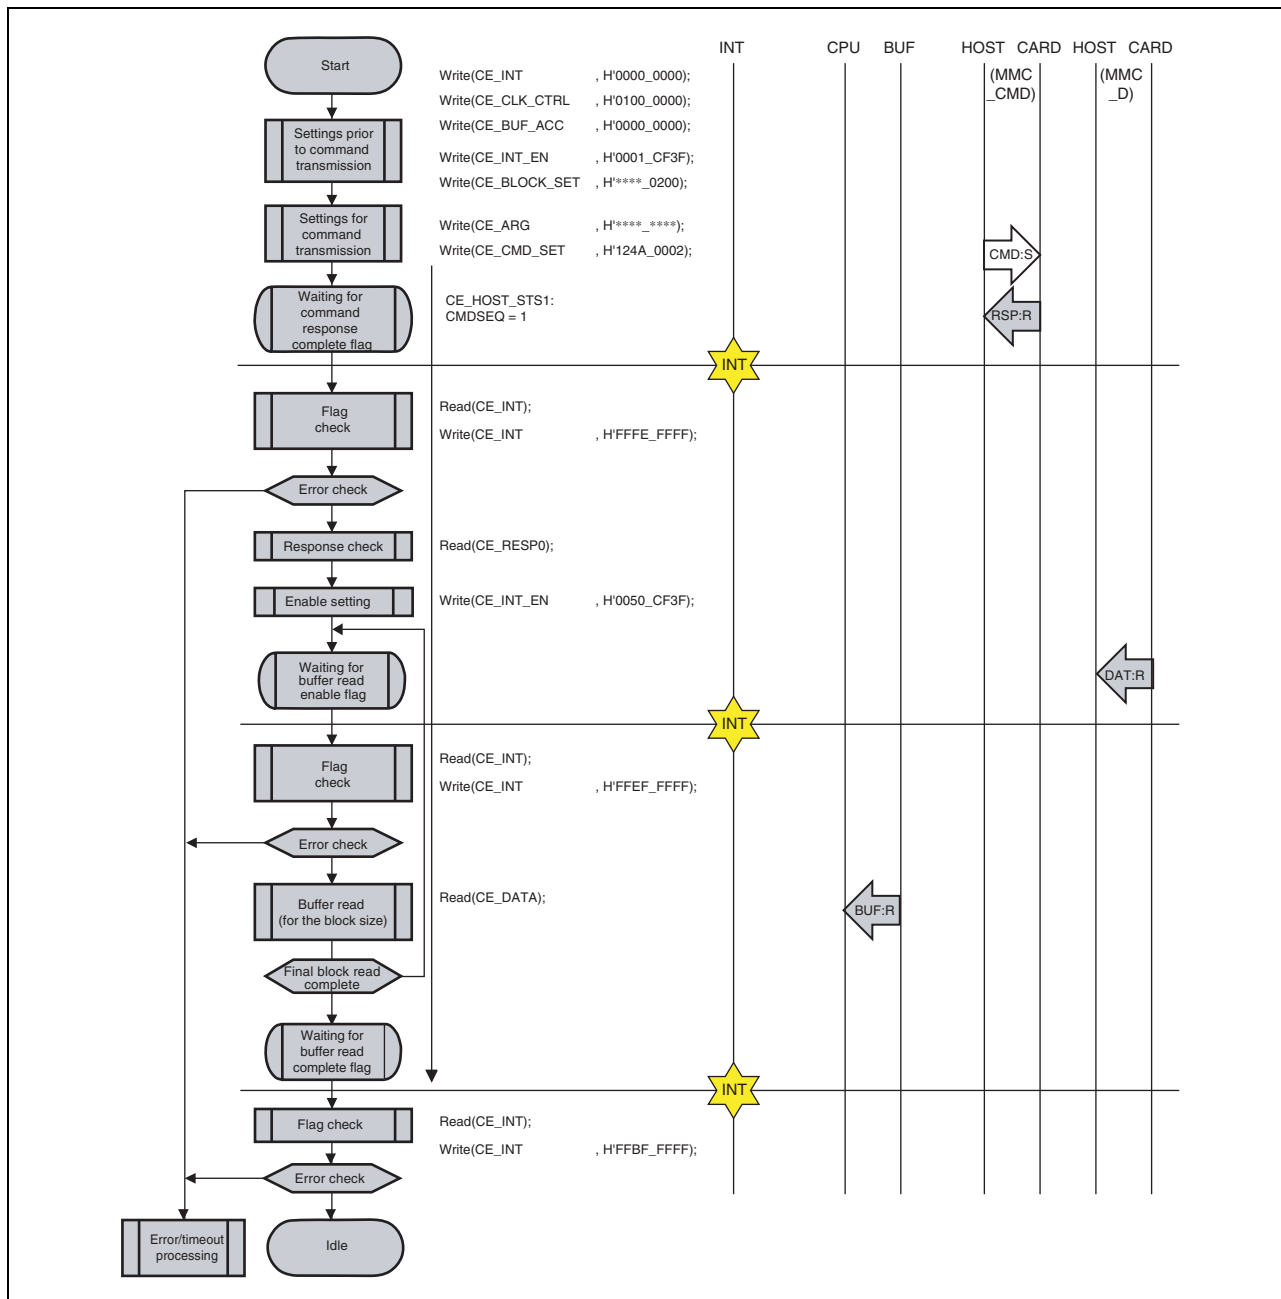 INT CPU BUF HOST CARD HOST CARD
(MMC
_CMD)
(MMC
_D)
Start
Write(CE_INT , H'0000_0000);
Write(CE_CLK_CTRL , H'0100_0000);
Write(CE_BUF_ACC , H'0000_0000);
Settings prior
to command
transmission
Write(CE_INT_EN , H'0001_CF3F);
Write(CE_BLOCK_SET , H'****_0200);
Settings for
command
transmission
Write(CE_ARG , H'****_****);
Write(CE_CMD_SET , H'124A_0002);
CMD:S
Waiting for
command
response
complete flag
CE_HOST_STS1:
CMDSEQ = 1
RSP:R
INT
Flag
check
Read(CE_INT);
Write(CE_INT , H'FFFE_FFFF);
Error check
Response check
Read(CE_RESP0);
Enable setting
Write(CE_INT_EN , H'0050_CF3F);
Waiting for
buffer read
enable flag
DAT:R
INT
Flag
check
Read(CE_INT);
Write(CE_INT , H'FFEF_FFFF);
Error check
Buffer read
(for the block size)
Read(CE_DATA);
BUF:R
Final block read
complete
Waiting for
buffer read
complete flag
INT
Flag check
Read(CE_INT);
Write(CE_INT , H'FFBF_FFFF);
Error check
Error/timeout
processing
Idle